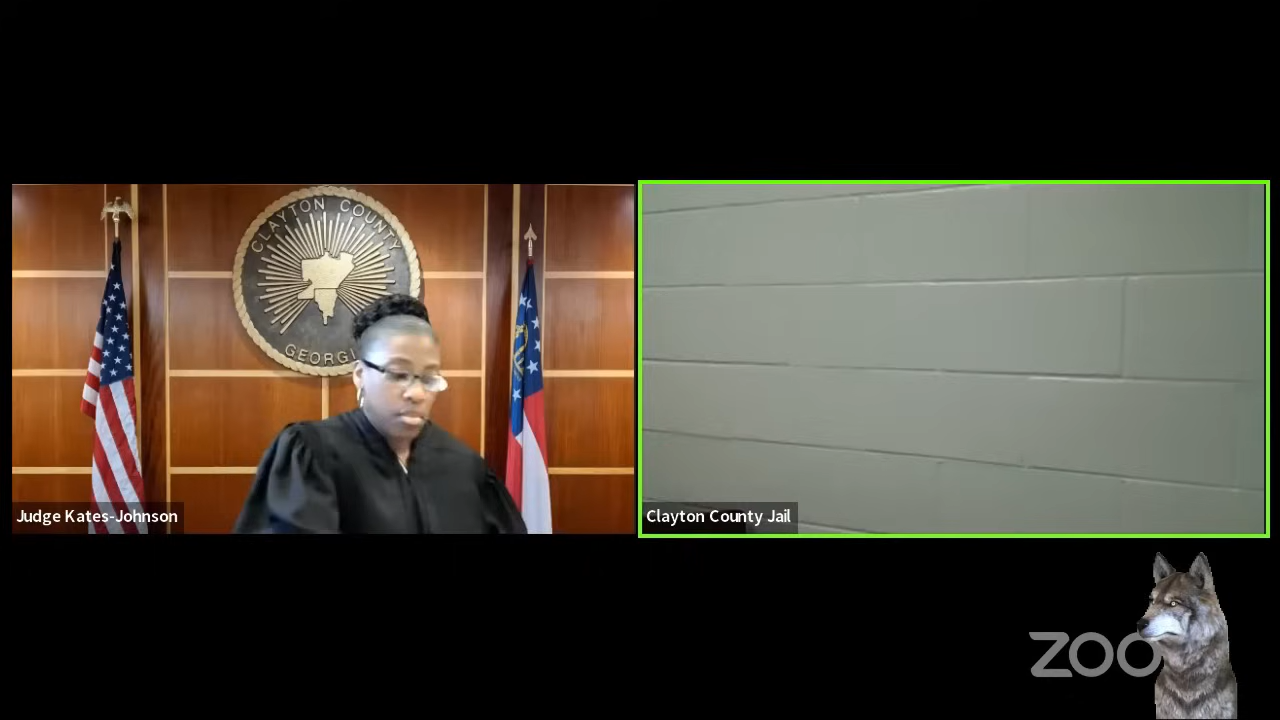 CLAYTON COUNTY
GEORGI
Judge Kates-Johnson
Clayton County Jail
ZOO